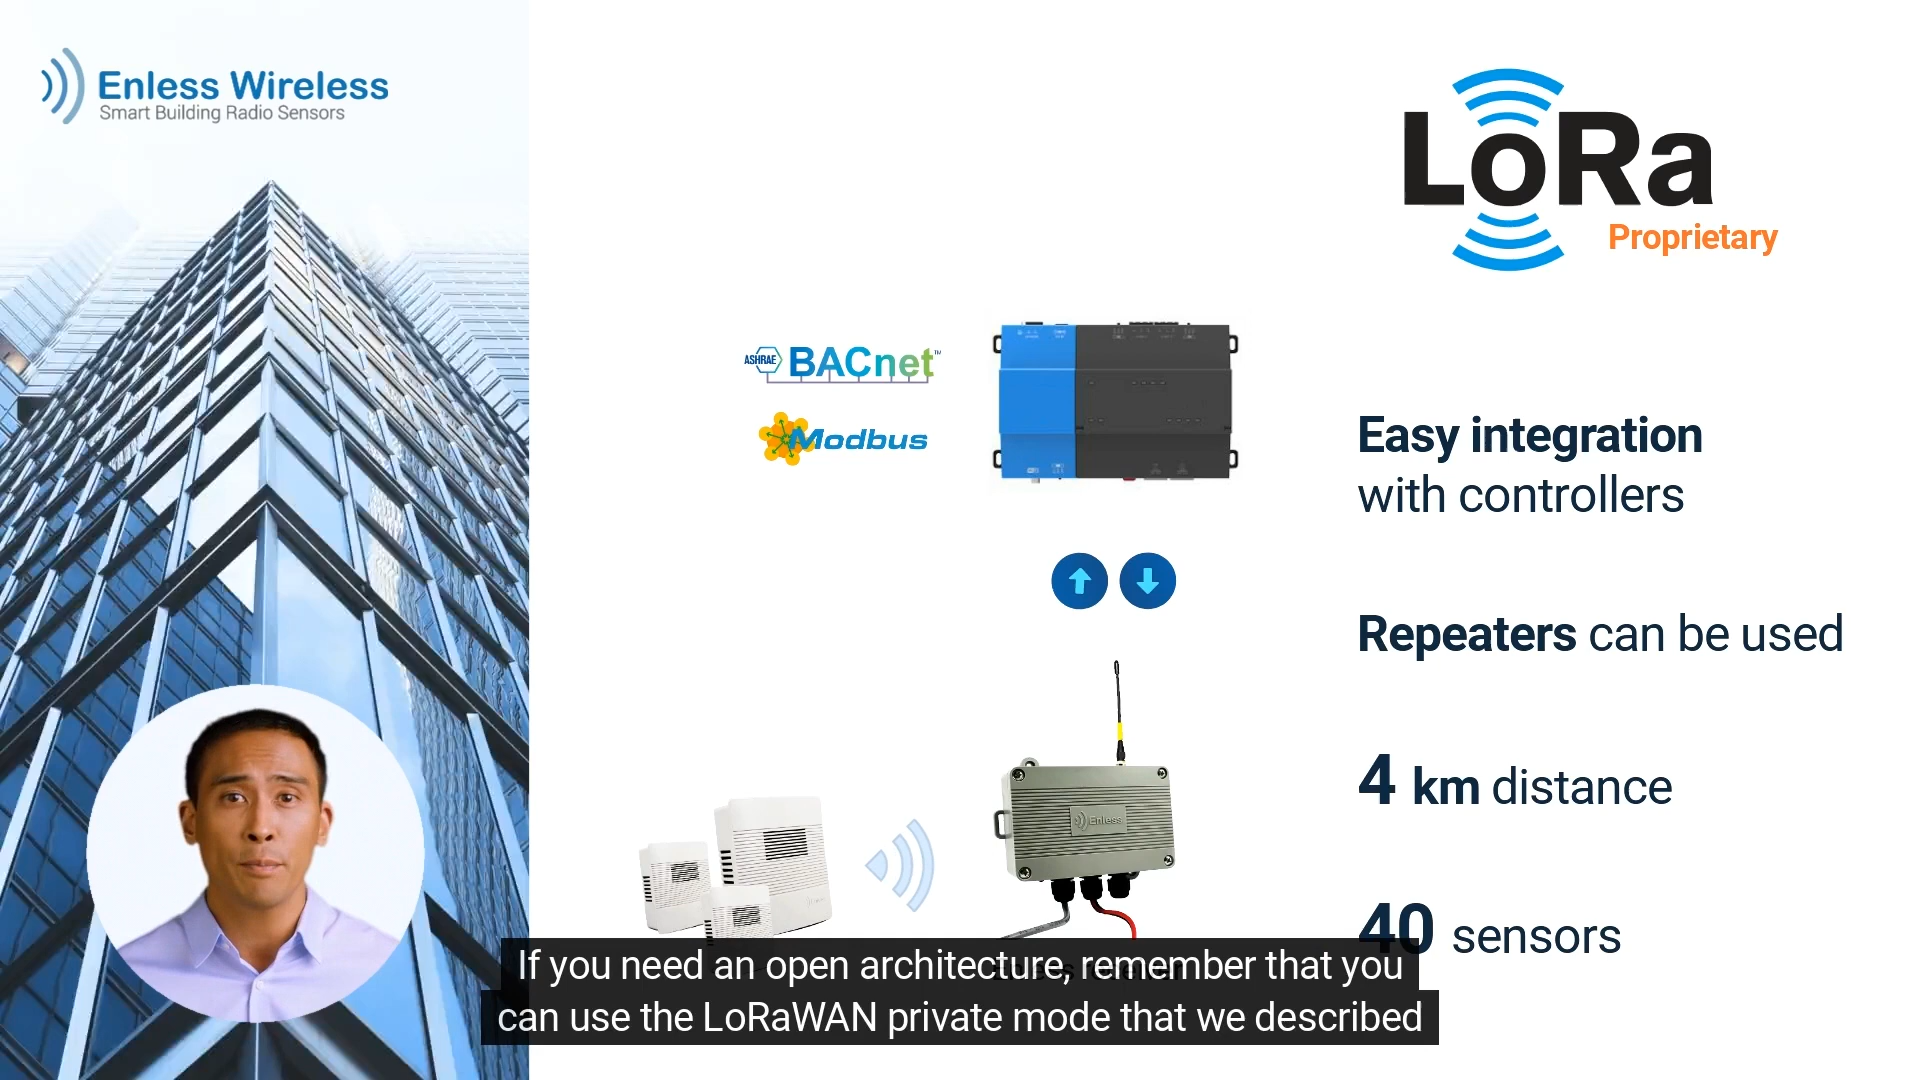 Enless Wireless
Smart Building Radio Sensors
LoRa
Proprietary
ASHRAE BACnet™
Modbus
Easy integration
with controllers
Repeaters can be used
4 km distance
Enless
40 sensors
If you need an open architecture, remember that you
can use the LoRaWAN private mode that we described